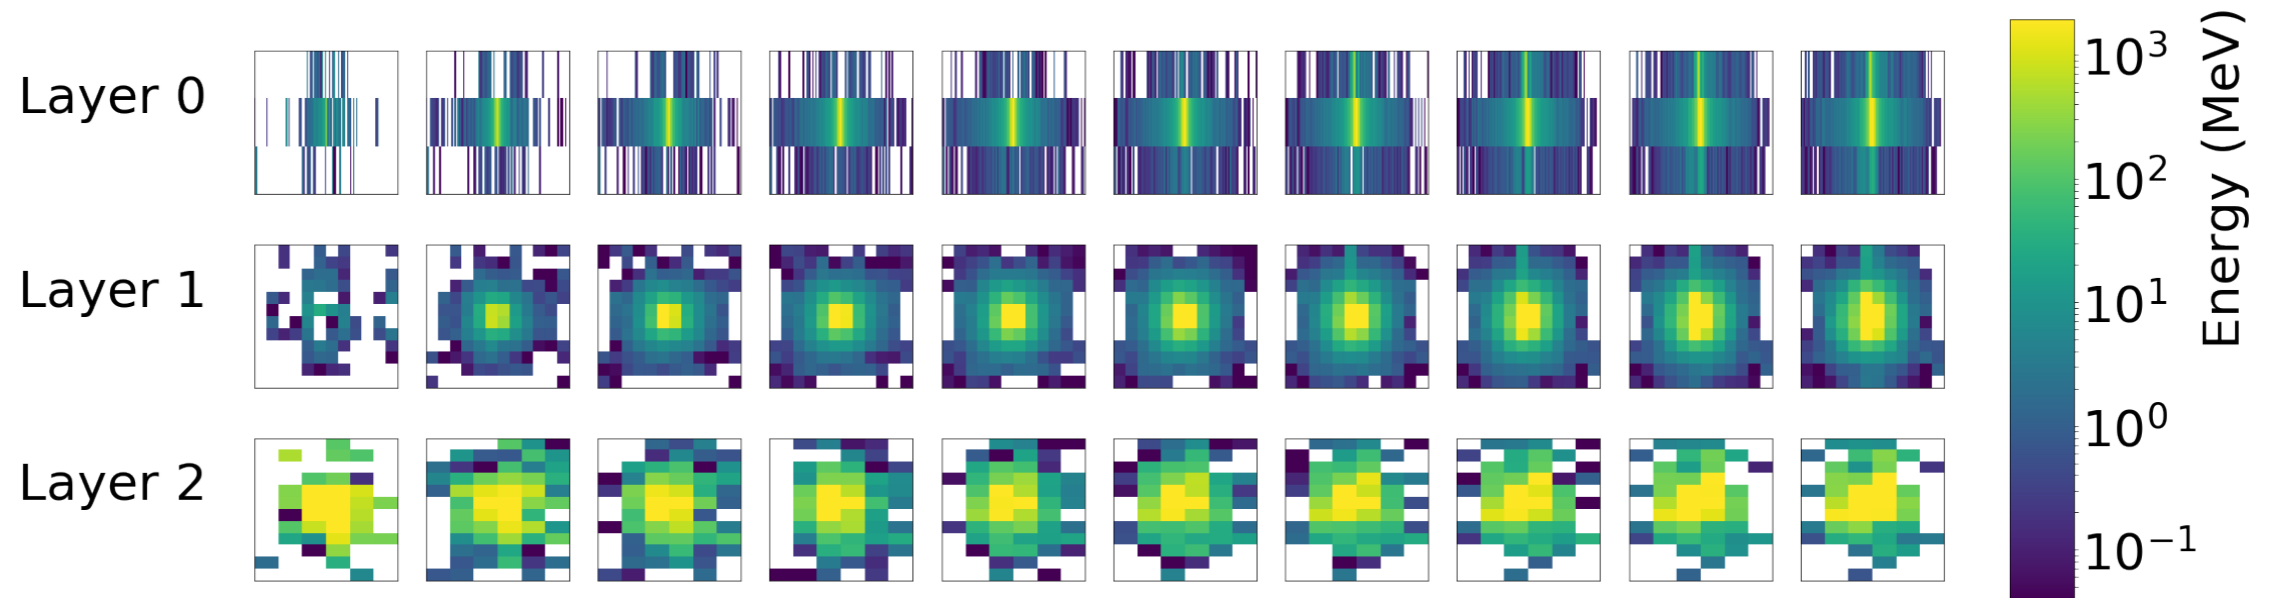 Layer 0
Layer 1
Layer 2
10³
10²
10¹
10⁰
10⁻¹
Energy (MeV)